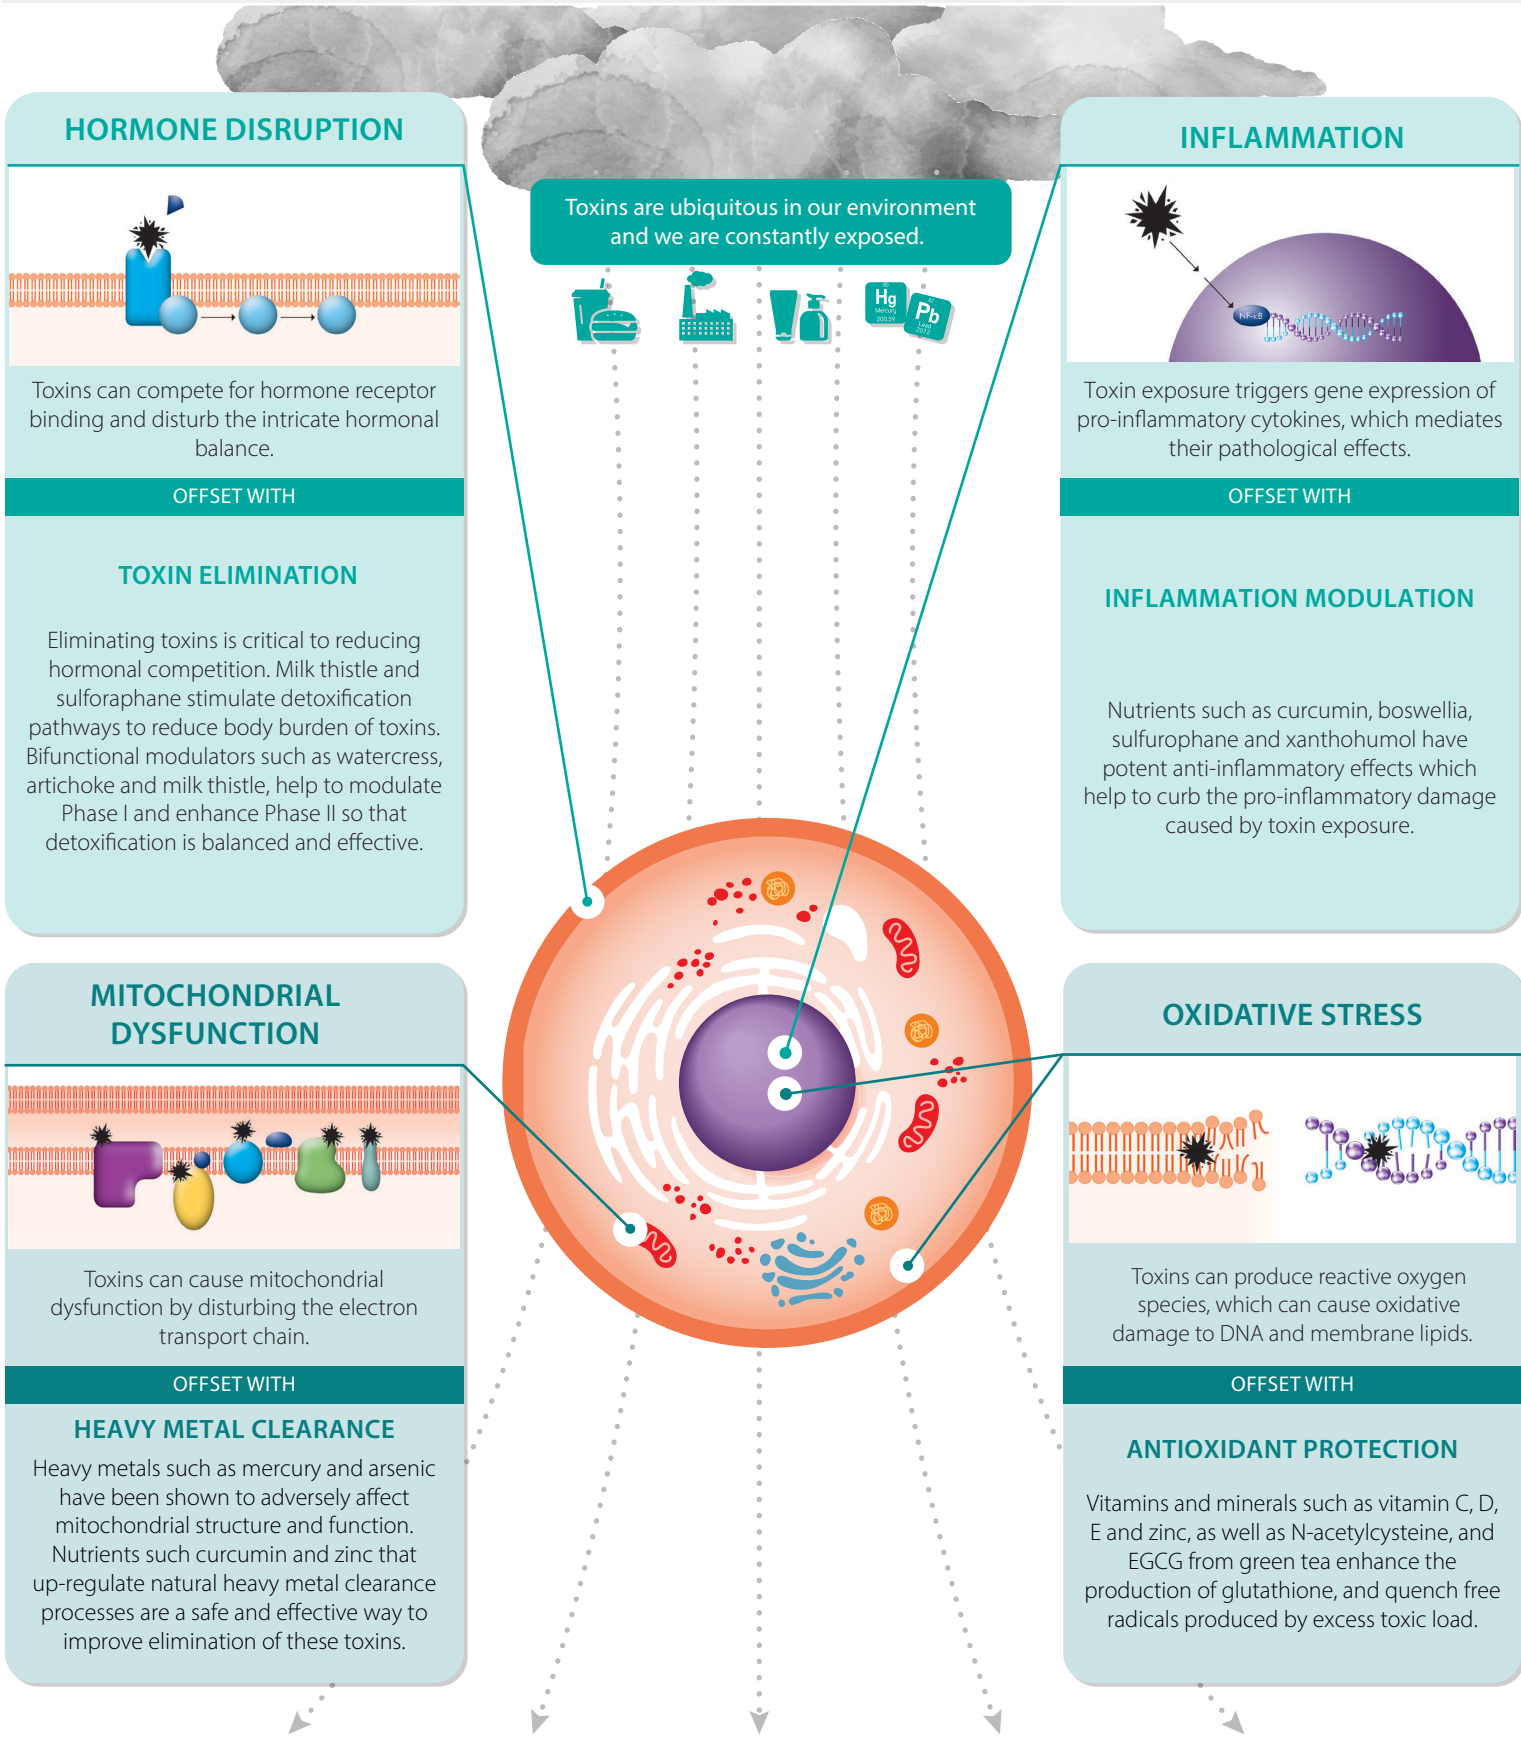 HORMONE DISRUPTION
Toxins can compete for hormone receptor
binding and disturb the intricate hormonal
balance.
OFFSET WITH
TOXIN ELIMINATION
Eliminating toxins is critical to reducing
hormonal competition. Milk thistle and
sulforaphane stimulate detoxification
pathways to reduce body burden of toxins.
Bifunctional modulators such as watercress,
artichoke and milk thistle, help to modulate
Phase I and enhance Phase II so that
detoxification is balanced and effective.
Toxins are ubiquitous in our environment
and we are constantly exposed.
80
Hg
Mercury
200.59
82
Pb
Lead
207.2
INFLAMMATION
NF-κB
Toxin exposure triggers gene expression of
pro-inflammatory cytokines, which mediates
their pathological effects.
OFFSET WITH
INFLAMMATION MODULATION
Nutrients such as curcumin, boswellia,
sulfurophane and xanthohumol have
potent anti-inflammatory effects which
help to curb the pro-inflammatory damage
caused by toxin exposure.
MITOCHONDRIAL
DYSFUNCTION
Toxins can cause mitochondrial
dysfunction by disturbing the electron
transport chain.
OFFSET WITH
HEAVY METAL CLEARANCE
Heavy metals such as mercury and arsenic
have been shown to adversely affect
mitochondrial structure and function.
Nutrients such curcumin and zinc that
up-regulate natural heavy metal clearance
processes are a safe and effective way to
improve elimination of these toxins.
OXIDATIVE STRESS
Toxins can produce reactive oxygen
species, which can cause oxidative
damage to DNA and membrane lipids.
OFFSET WITH
ANTIOXIDANT PROTECTION
Vitamins and minerals such as vitamin C, D,
E and zinc, as well as N-acetylcysteine, and
EGCG from green tea enhance the
production of glutathione, and quench free
radicals produced by excess toxic load.